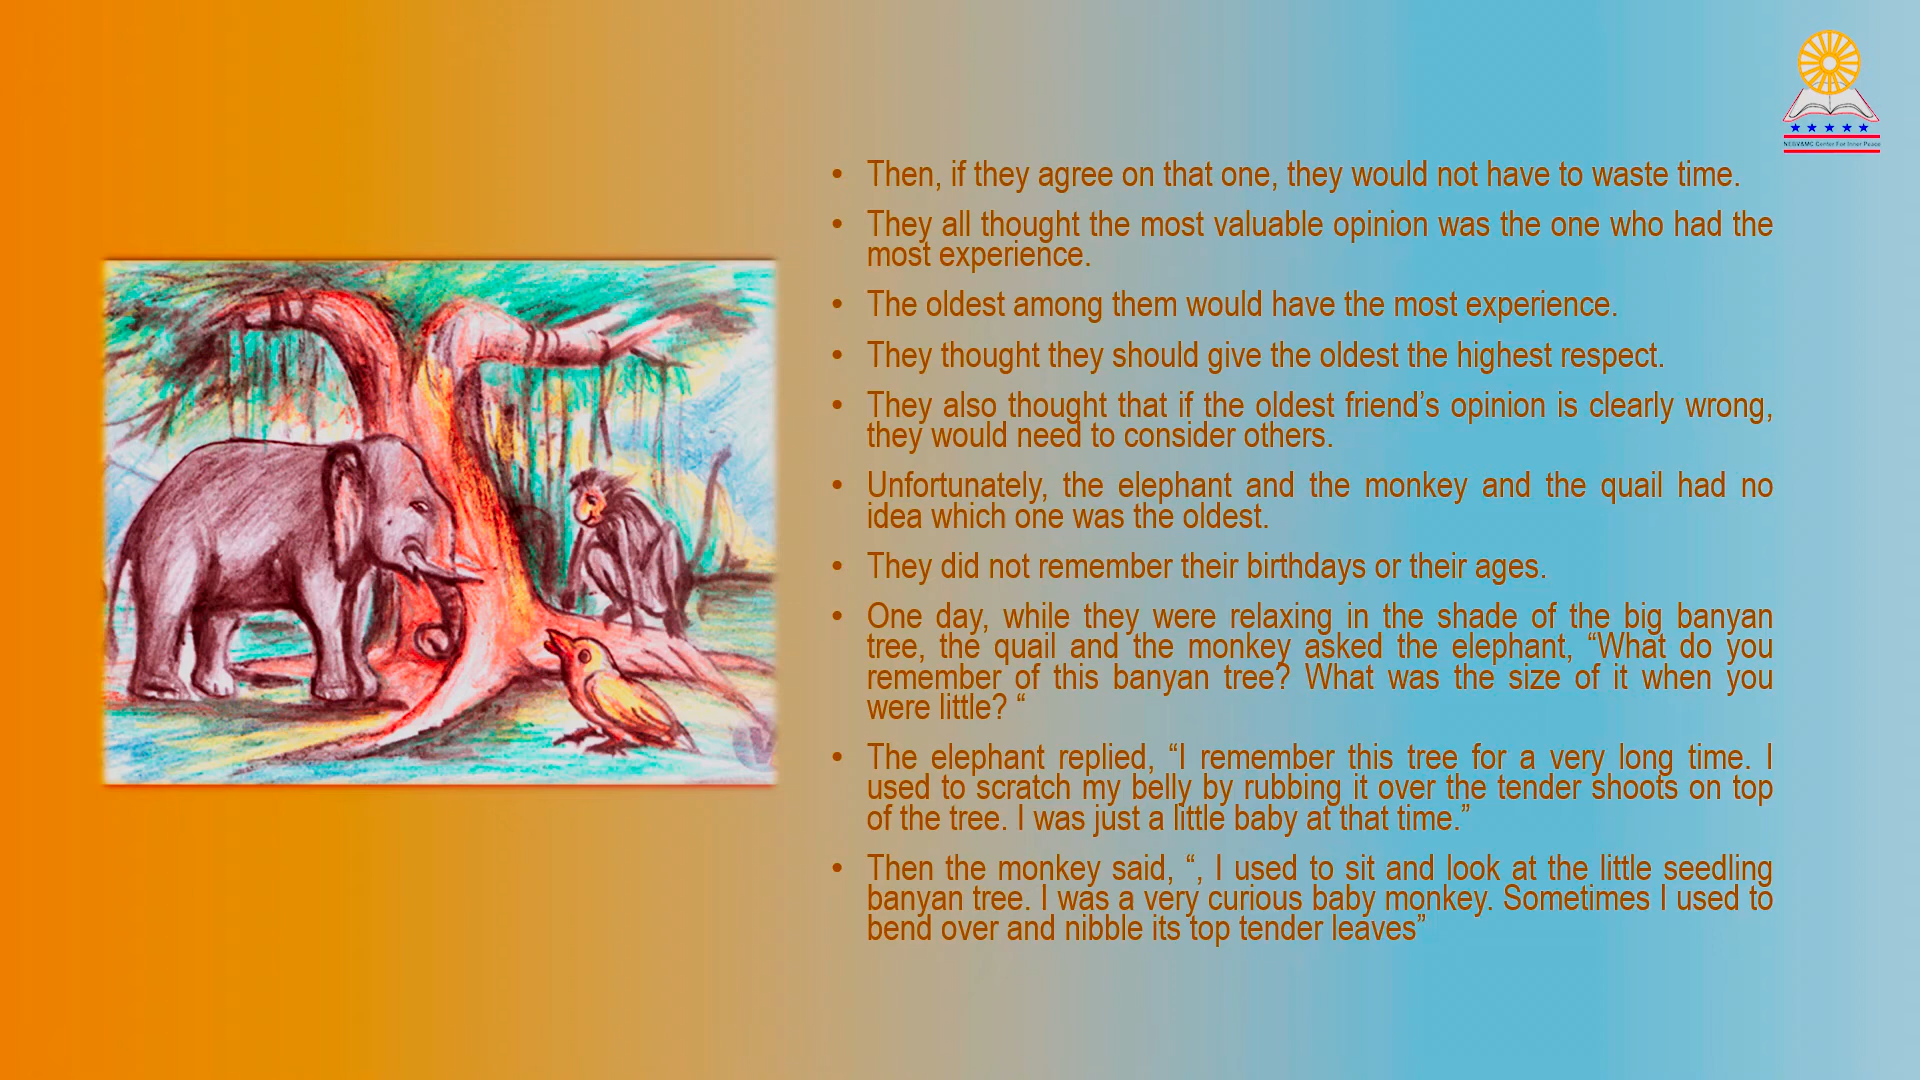 • Then, if they agree on that one, they would not have to waste time.
• They all thought the most valuable opinion was the one who had the
most experience.
• The oldest among them would have the most experience.
• They thought they should give the oldest the highest respect.
• They also thought that if the oldest friend’s opinion is clearly wrong,
they would need to consider others.
• Unfortunately, the elephant and the monkey and the quail had no
idea which one was the oldest.
• They did not remember their birthdays or their ages.
• One day, while they were relaxing in the shade of the big banyan
tree, the quail and the monkey asked the elephant, “What do you
remember of this banyan tree? What was the size of it when you
were little? “
• The elephant replied, “I remember this tree for a very long time. I
used to scratch my belly by rubbing it over the tender shoots on top
of the tree. I was just a little baby at that time.”
• Then the monkey said, “, I used to sit and look at the little seedling
banyan tree. I was a very curious baby monkey. Sometimes I used to
bend over and nibble its top tender leaves”
Center For Inner Peace